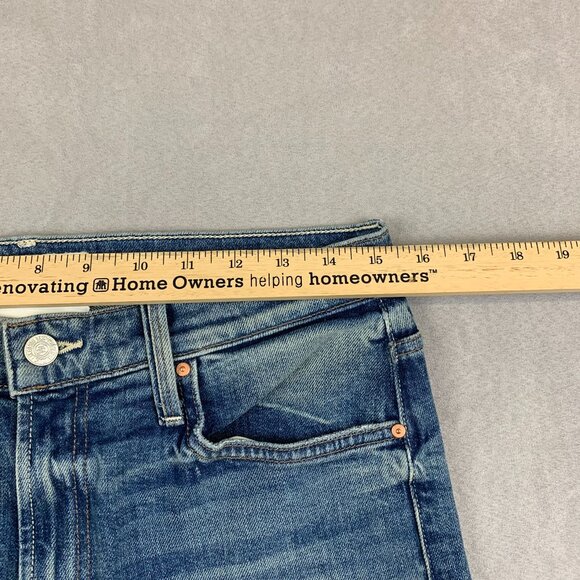 8 9 10 11 12 13 14 15 16 17 18 19
enovating Home Owners helping homeowners™